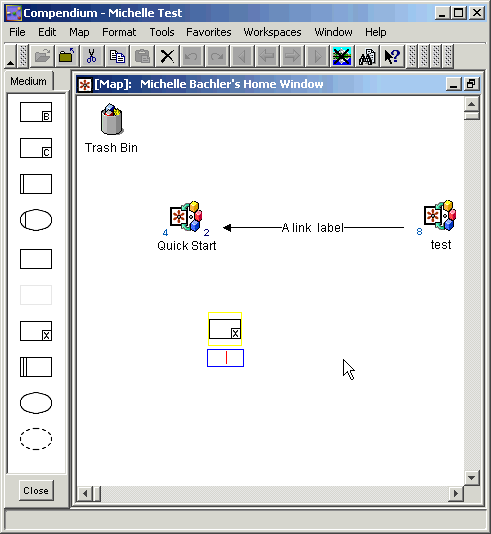 Compendium - Michelle Test
File Edit Map Format Tools Favorites Workspaces Window Help
Medium
[Map]: Michelle Bachler's Home Window
B
C
X
Trash Bin
4 2
Quick Start
A link label
8
test
X
Close